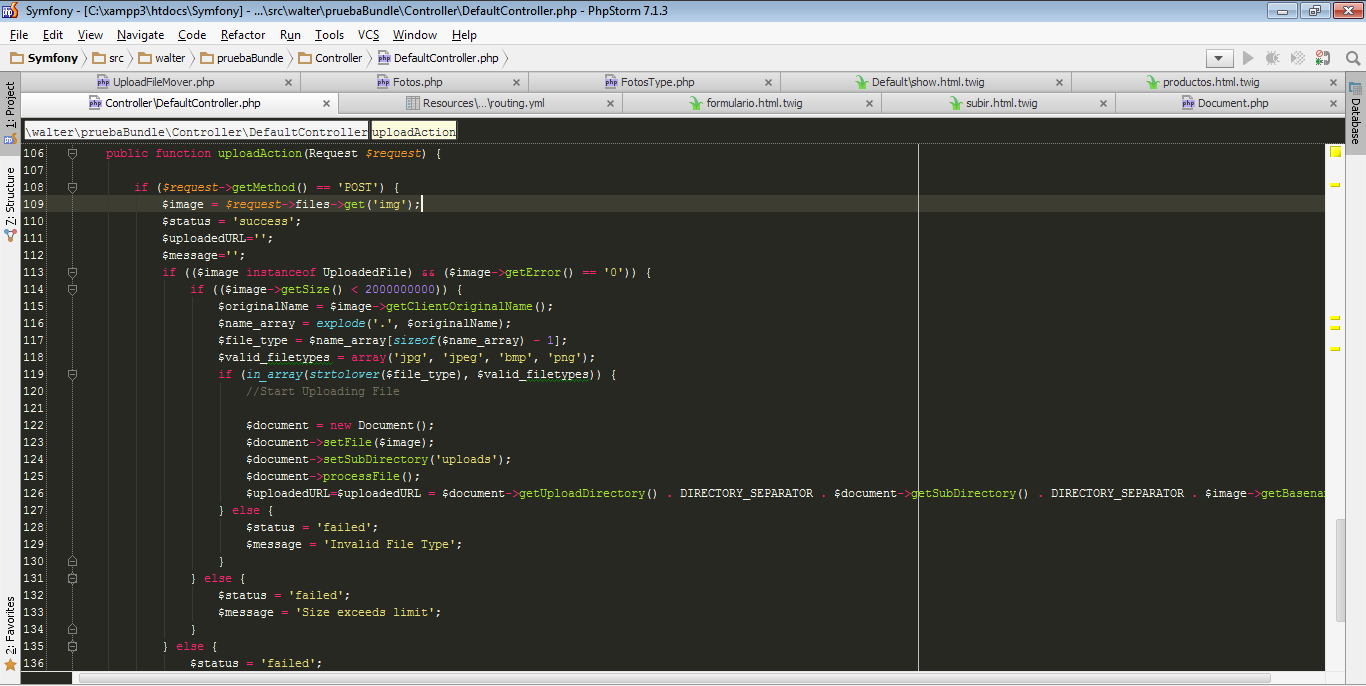 Symfony - [C:\xampp3\htdocs\Symfony] - ...\src\walter\pruebaBundle\Controller\DefaultController.php - PhpStorm 7.1.3
File Edit View Navigate Code Refactor Run Tools VCS Window Help
Symfony src walter pruebaBundle Controller DefaultController.php
UploadFileMover.php Fotos.php FotosType.php Default\show.html.twig productos.html.twig
Controller\DefaultController.php Resources\...\routing.yml formulario.html.twig subir.html.twig Document.php
1: Project
Z: Structure
2: Favorites
Database
\walter\pruebaBundle\Controller\DefaultController uploadAction
106 public function uploadAction(Request $request) {
107
108 if ($request->getMethod() == 'POST') {
109 $image = $request->files->get('img');
110 $status = 'success';
111 $uploadedURL='';
112 $message='';
113 if (($image instanceof UploadedFile) && ($image->getError() == '0')) {
114 if (($image->getSize() < 2000000000)) {
115 $originalName = $image->getClientOriginalName();
116 $name_array = explode('.', $originalName);
117 $file_type = $name_array[sizeof($name_array) - 1];
118 $valid_filetypes = array('jpg', 'jpeg', 'bmp', 'png');
119 if (in_array(strtolover($file_type), $valid_filetypes)) {
120 //Start Uploading File
121
122 $document = new Document();
123 $document->setFile($image);
124 $document->setSubDirectory('uploads');
125 $document->processFile();
126 $uploadedURL=$uploadedURL = $document->getUploadDirectory() . DIRECTORY_SEPARATOR . $document->getSubDirectory() . DIRECTORY_SEPARATOR . $image->getBasena
127 } else {
128 $status = 'failed';
129 $message = 'Invalid File Type';
130 }
131 } else {
132 $status = 'failed';
133 $message = 'Size exceeds limit';
134 }
135 } else {
136 $status = 'failed';